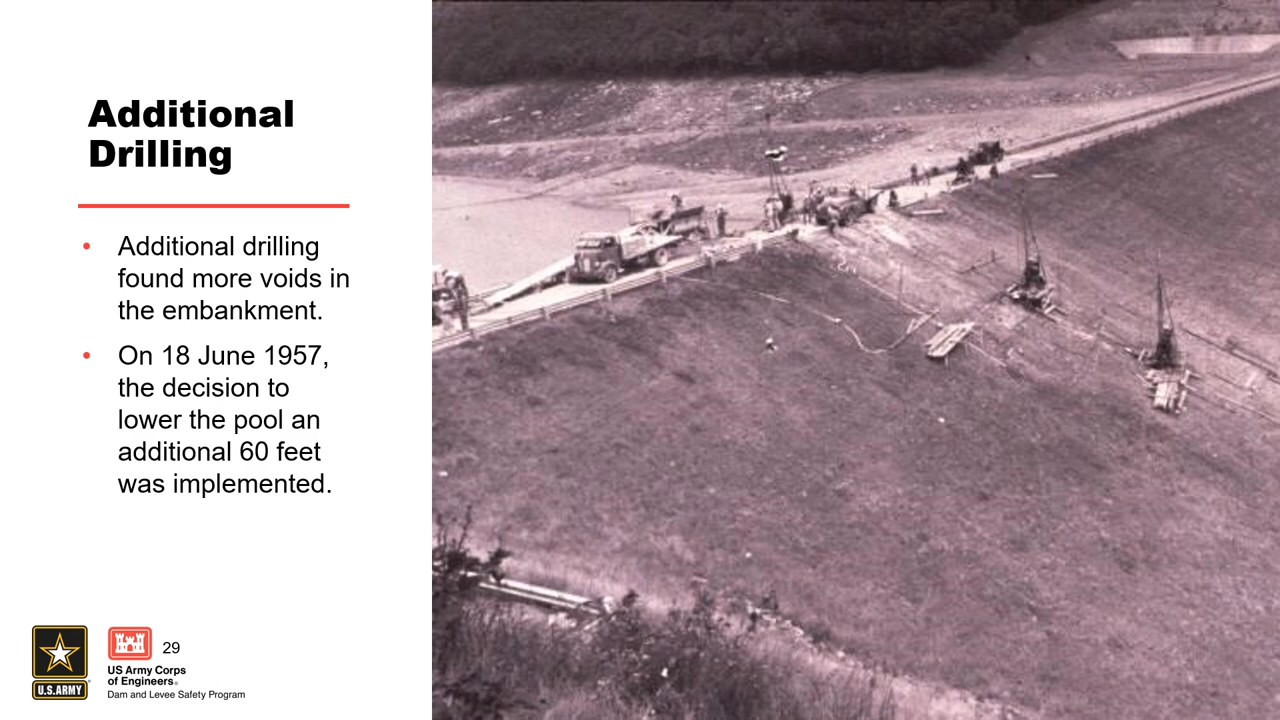 Additional
Drilling
• Additional drilling
found more voids in
the embankment.
• On 18 June 1957,
the decision to
lower the pool an
additional 60 feet
was implemented.
U.S.ARMY
29
US Army Corps
of Engineers®
Dam and Levee Safety Program